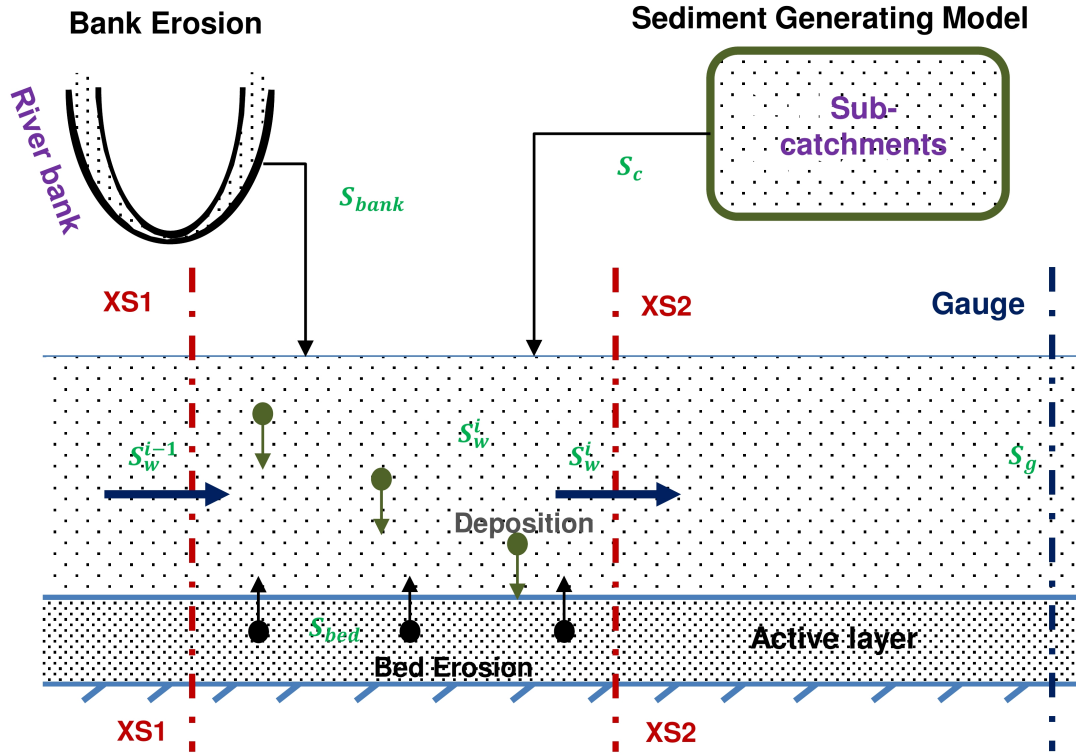 Bank Erosion
Sediment Generating Model
River bank
Sub-
catchments
S_c
S_bank
XS1
XS2
Gauge
S_w^{i-1}
S_w^i
S_w^i
S_g
Deposition
S_bed
Active layer
Bed Erosion
XS1
XS2